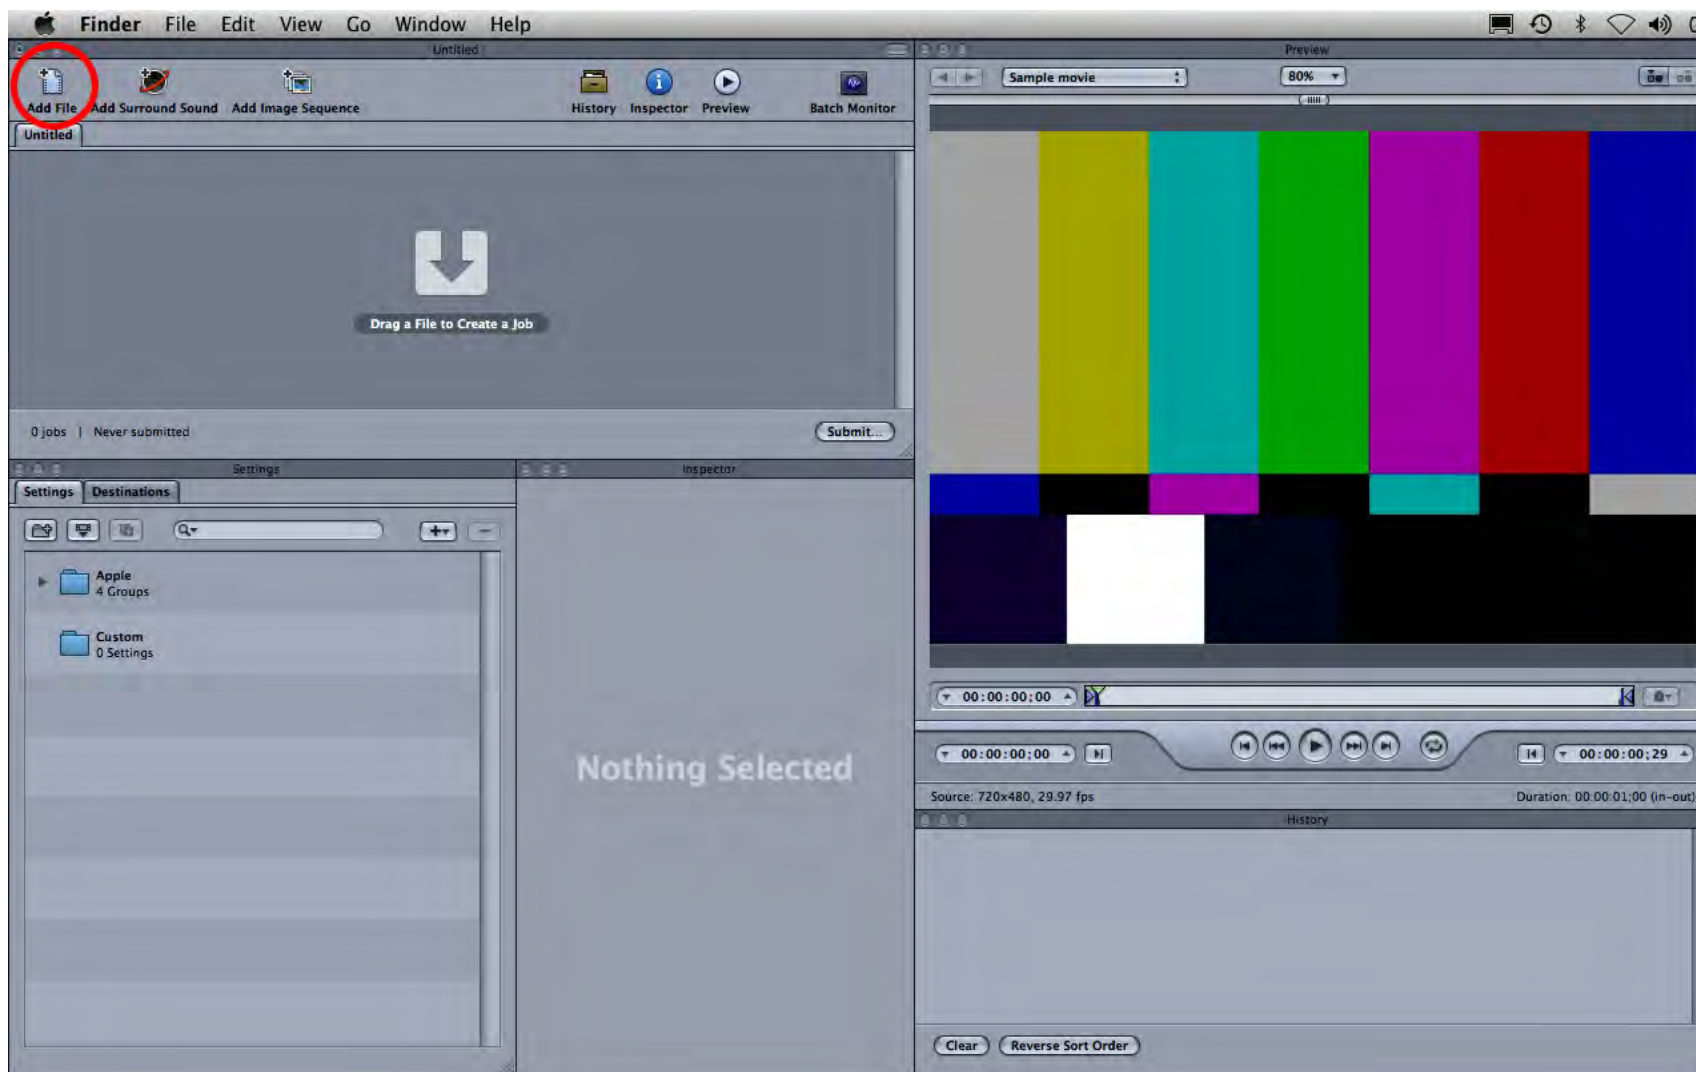 Finder File Edit View Go Window Help
Untitled
Add File Add Surround Sound Add Image Sequence History Inspector Preview Batch Monitor
Untitled
Drag a File to Create a Job
0 jobs | Never submitted Submit...
Settings
Settings Destinations
Apple
4 Groups
Custom
0 Settings
Inspector
Nothing Selected
Preview
Sample movie 80%
00:00:00;00
00:00:00;00 00:00:00;29
Source: 720x480, 29.97 fps Duration: 00:00:01;00 (in-out)
History
Clear Reverse Sort Order